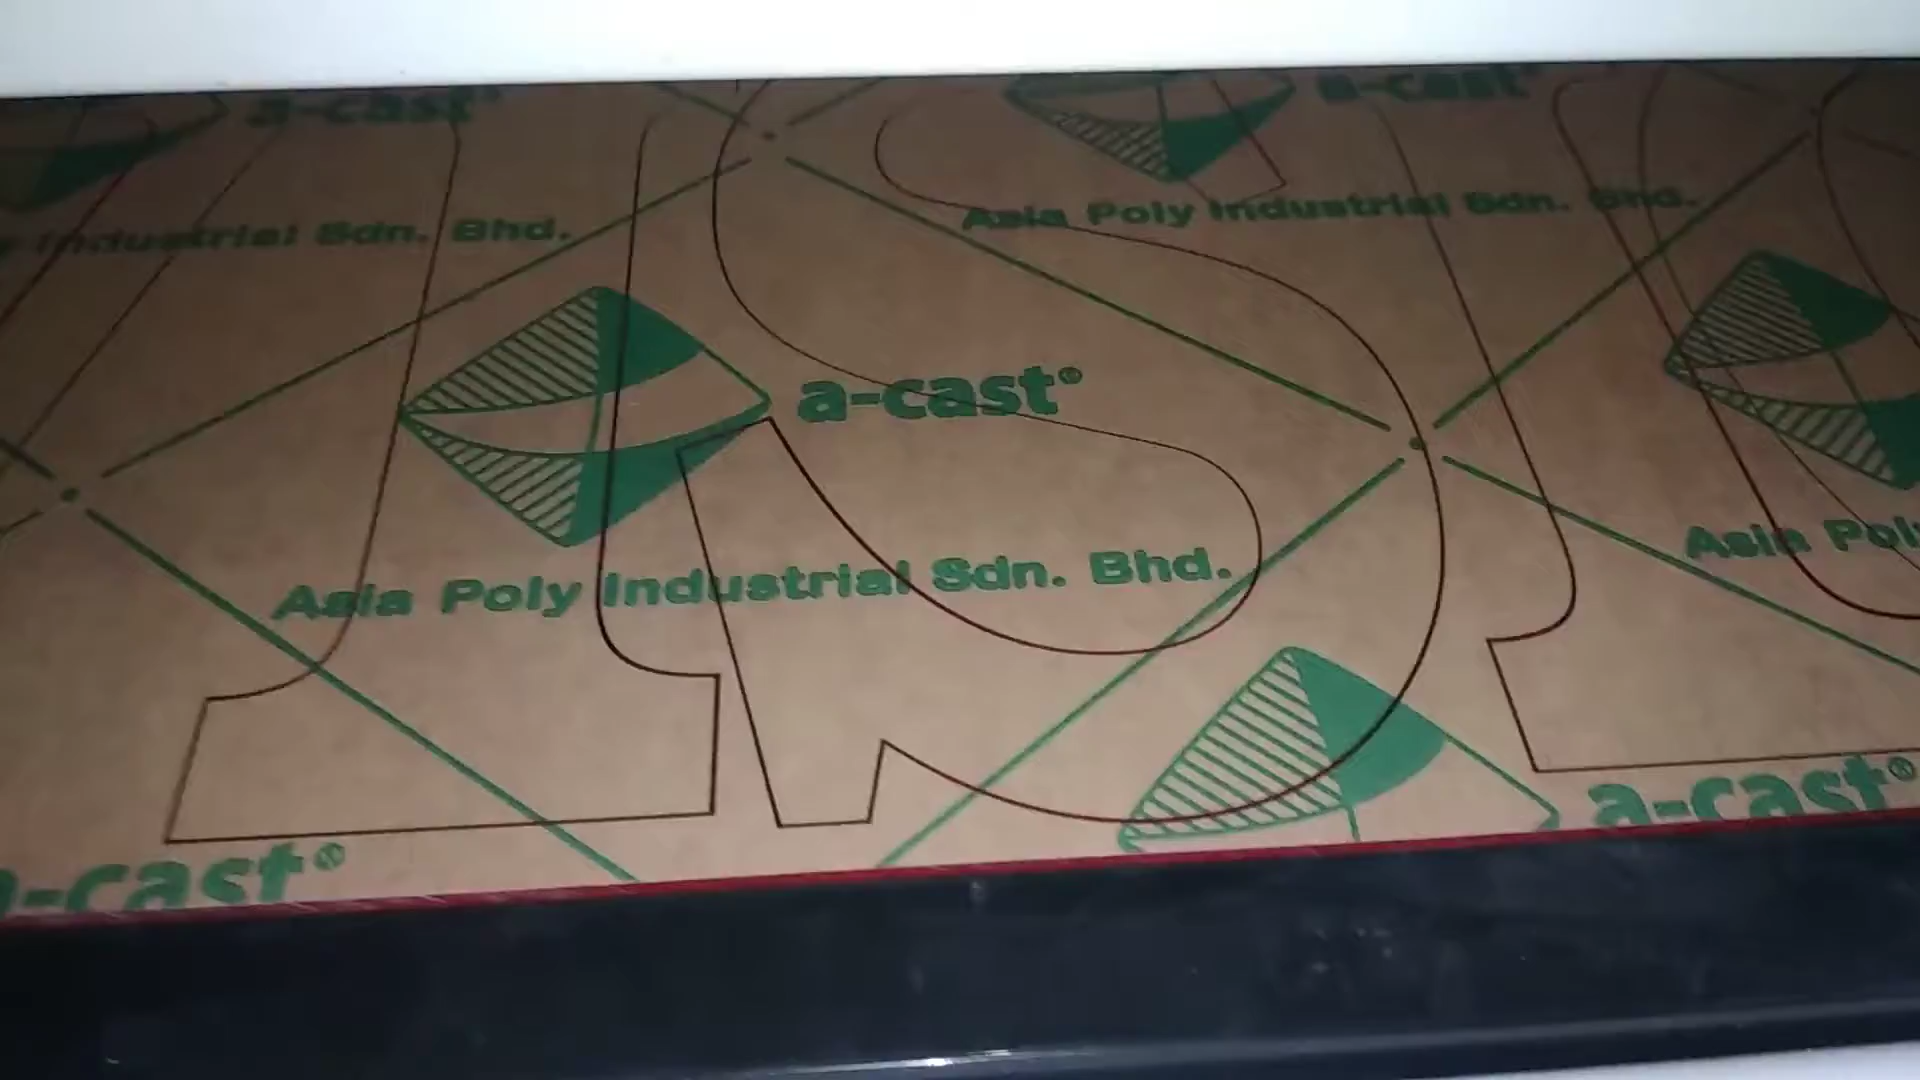 a-cast
a-cast®
y Industrial Sdn. Bhd.
Asia Poly Industrial Sdn. Bhd.
a-cast®
Asia Poly
Asia Poly Industrial Sdn. Bhd.
S
a-cast®
a-cast®